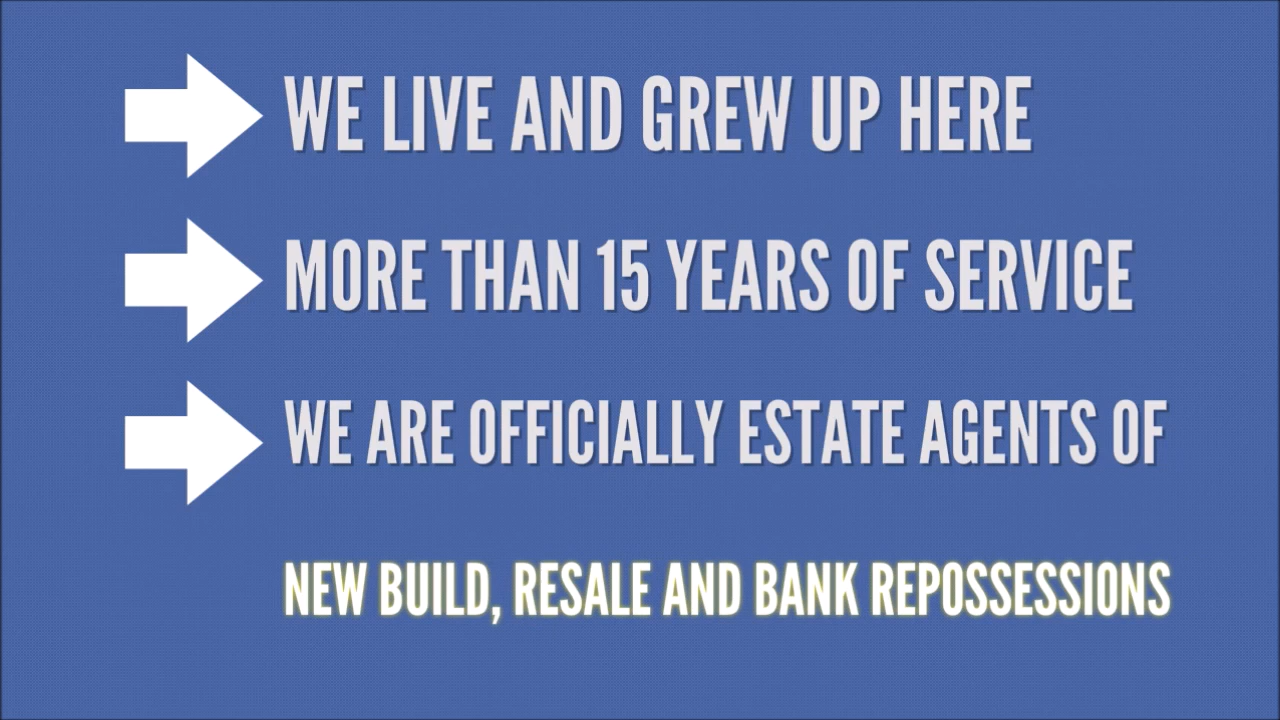 WE LIVE AND GREW UP HERE
MORE THAN 15 YEARS OF SERVICE
WE ARE OFFICIALLY ESTATE AGENTS OF
NEW BUILD, RESALE AND BANK REPOSSESSIONS